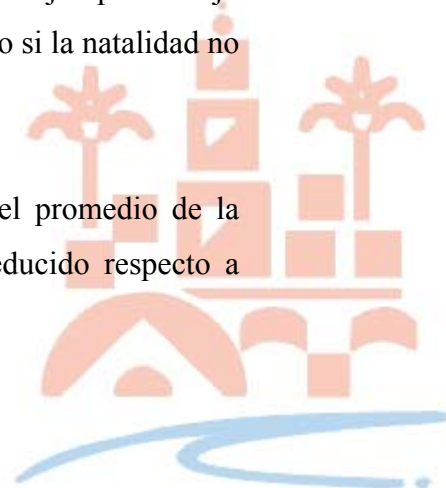 o si la natalidad no
el promedio de la
educido respecto a